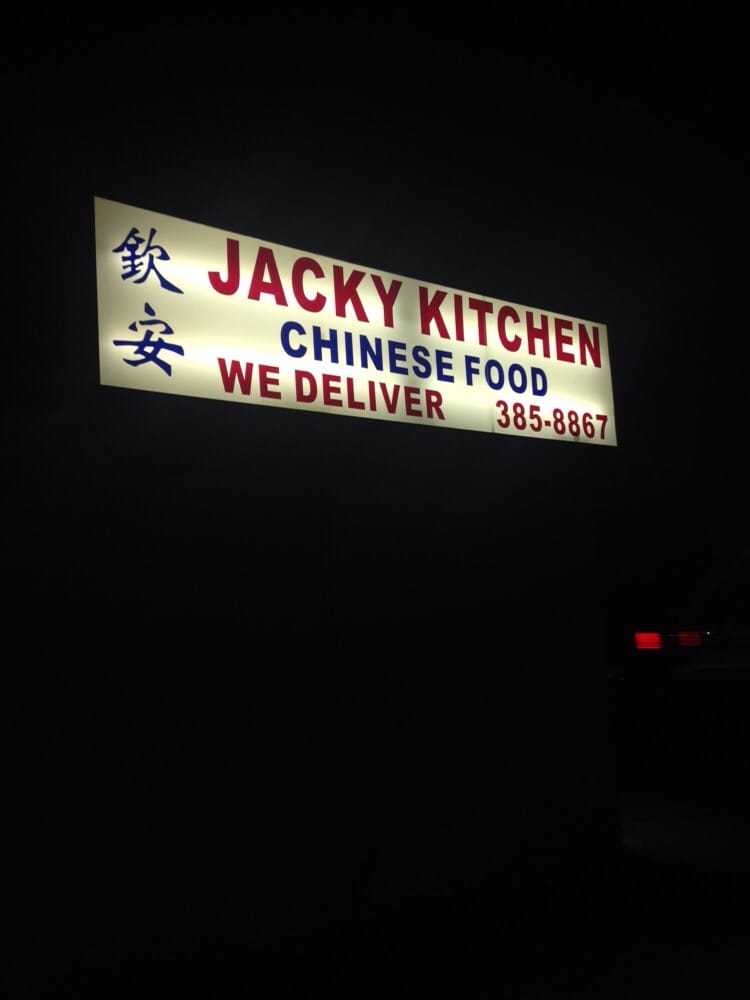 欽安
JACKY KITCHEN
CHINESE FOOD
WE DELIVER 385-8867